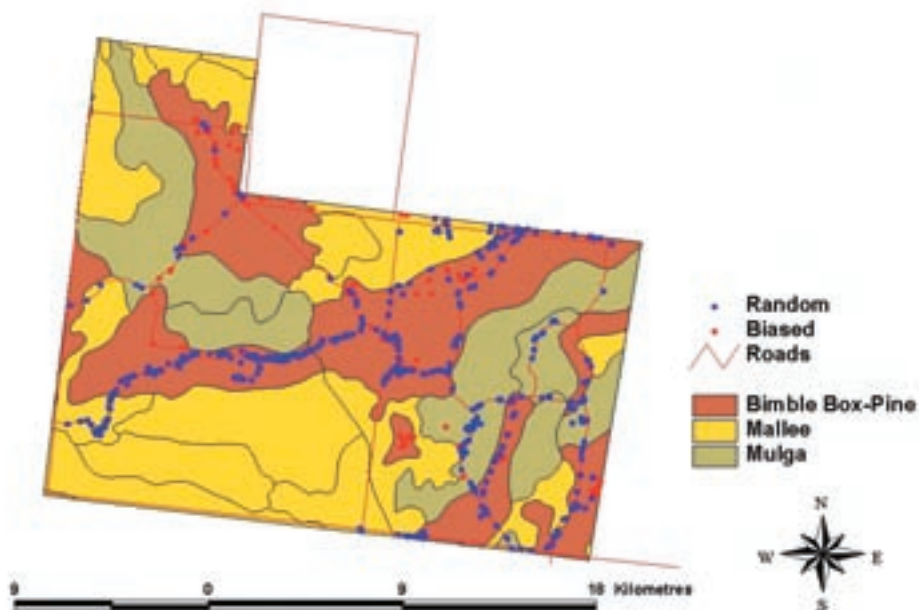 Random
Biased
Roads
Bimble Box-Pine
Mallee
Mulga
N
W E
S
9 0 9 18 Kilometres